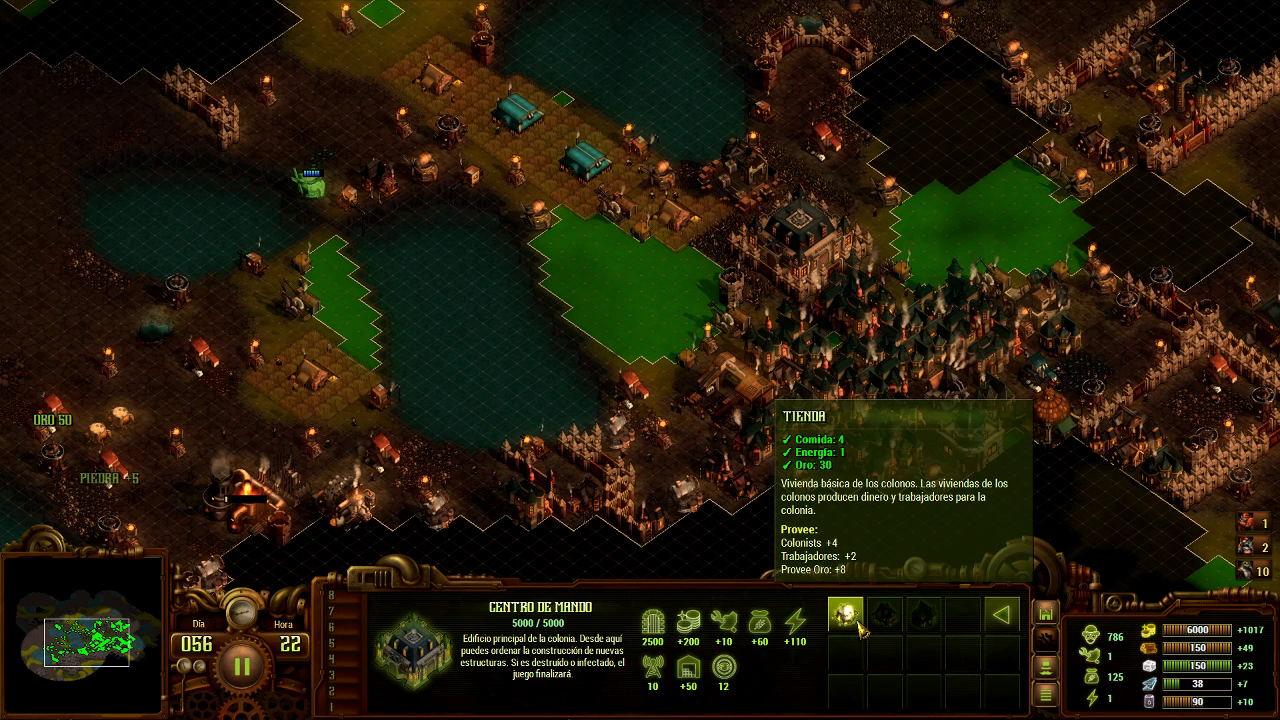 ORO 50
PIEDRA +5
TIENDA
✓ Comida: 4
✓ Energía: 1
✓ Oro: 30
Vivienda básica de los colonos. Las viviendas de los
colonos producen dinero y trabajadores para la
colonia.
Provee:
Colonists +4
Trabajadores: +2
Provee Oro: +8
1
2
10
Día
Hora
056
22
8
7
6
5
4
3
2
1
CENTRO DE MANDO
5000 / 5000
Edificio principal de la colonia. Desde aquí
puedes ordenar la construcción de nuevas
estructuras. Si es destruído o infectado, el
juego finalizará.
2500 +200 +10 +60 +110
10 +50 12
786
1
125
1
6000 +1017
150 +49
150 +23
38 +7
90 +10